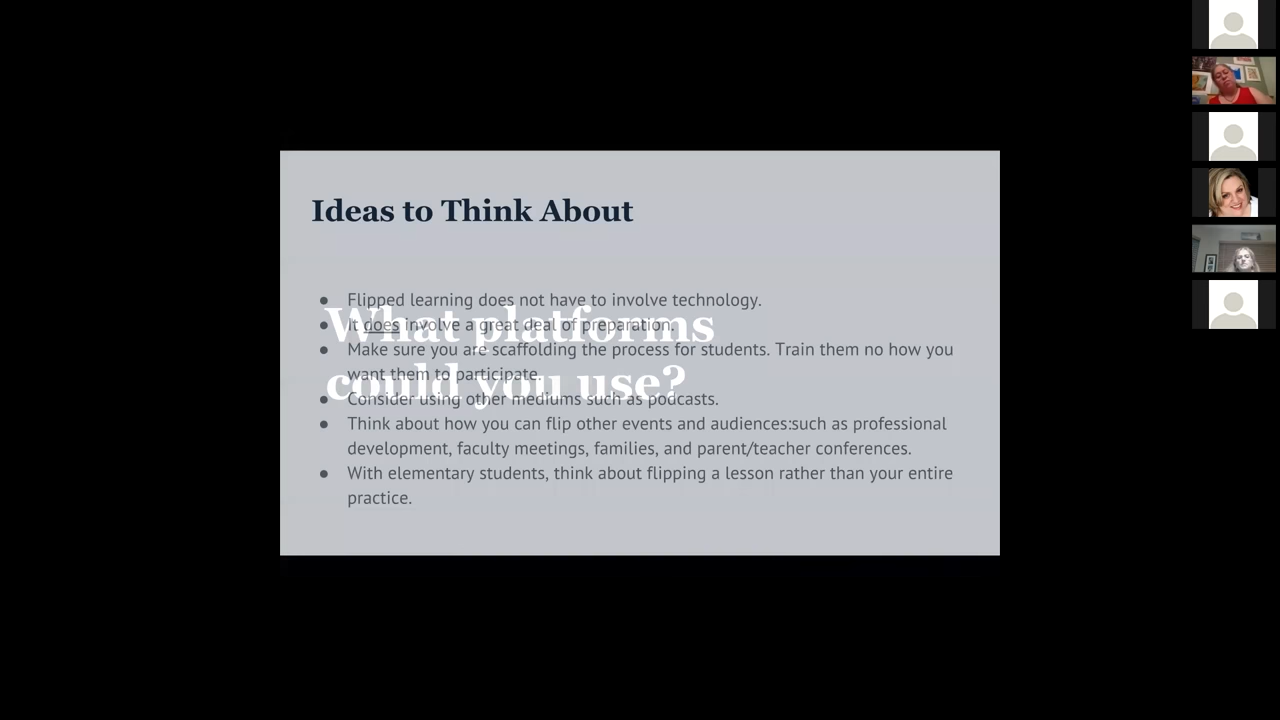 Ideas to Think About
● Flipped learning does not have to involve technology.
● It does involve a great deal of preparation.
● Make sure you are scaffolding the process for students. Train them no how you
want them to participate.
● Consider using other mediums such as podcasts.
● Think about how you can flip other events and audiences:such as professional
development, faculty meetings, families, and parent/teacher conferences.
● With elementary students, think about flipping a lesson rather than your entire
practice.
What platforms
could you use?